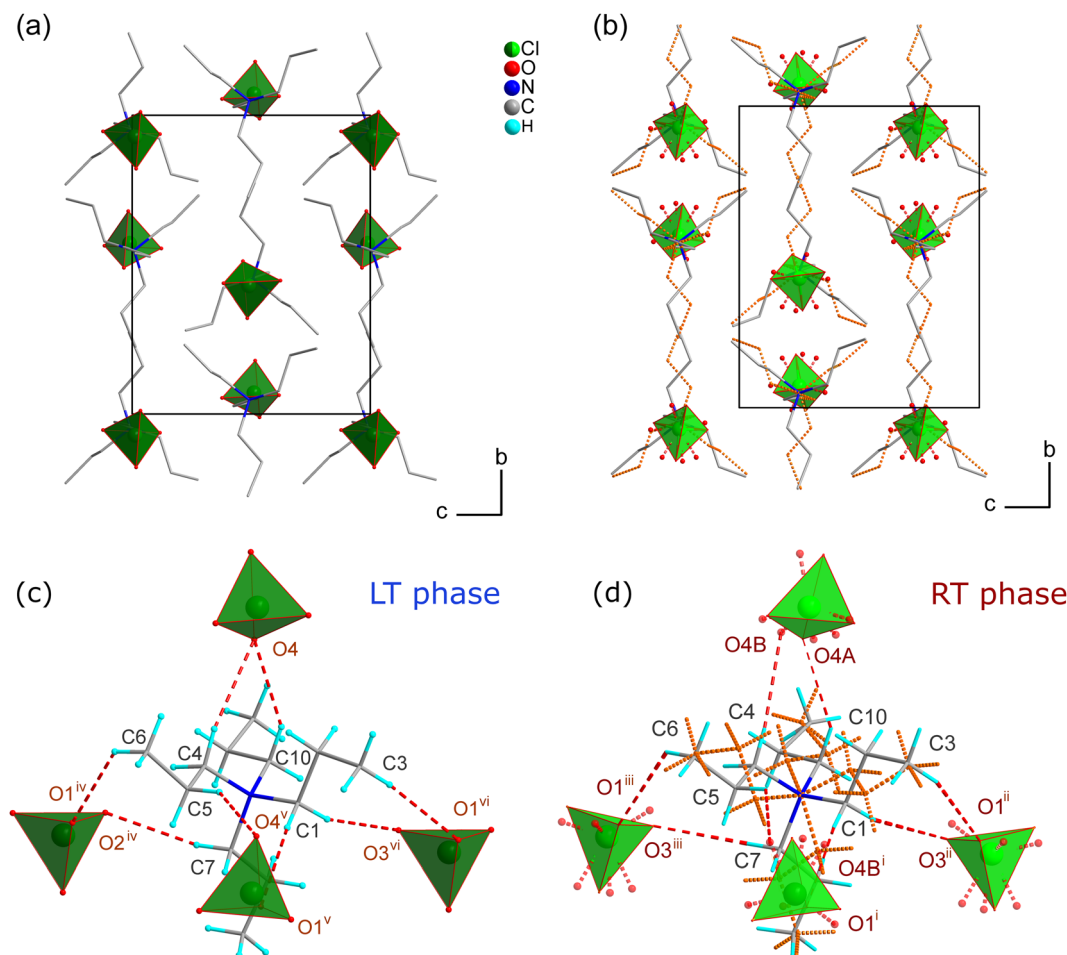 (a)
Cl
O
N
C
H
(b)
b
c
b
c
(c)
LT phase
O4
C6
C4
C10
C3
O1iv
C5
O4v
O1vi
O2iv
C1
O3vi
C7
O1v
(d)
RT phase
O4B
O4A
C4
C10
C6
C3
O1iii
C5
O1ii
C1
O3iii
C7
O3ii
O4Bi
O1i